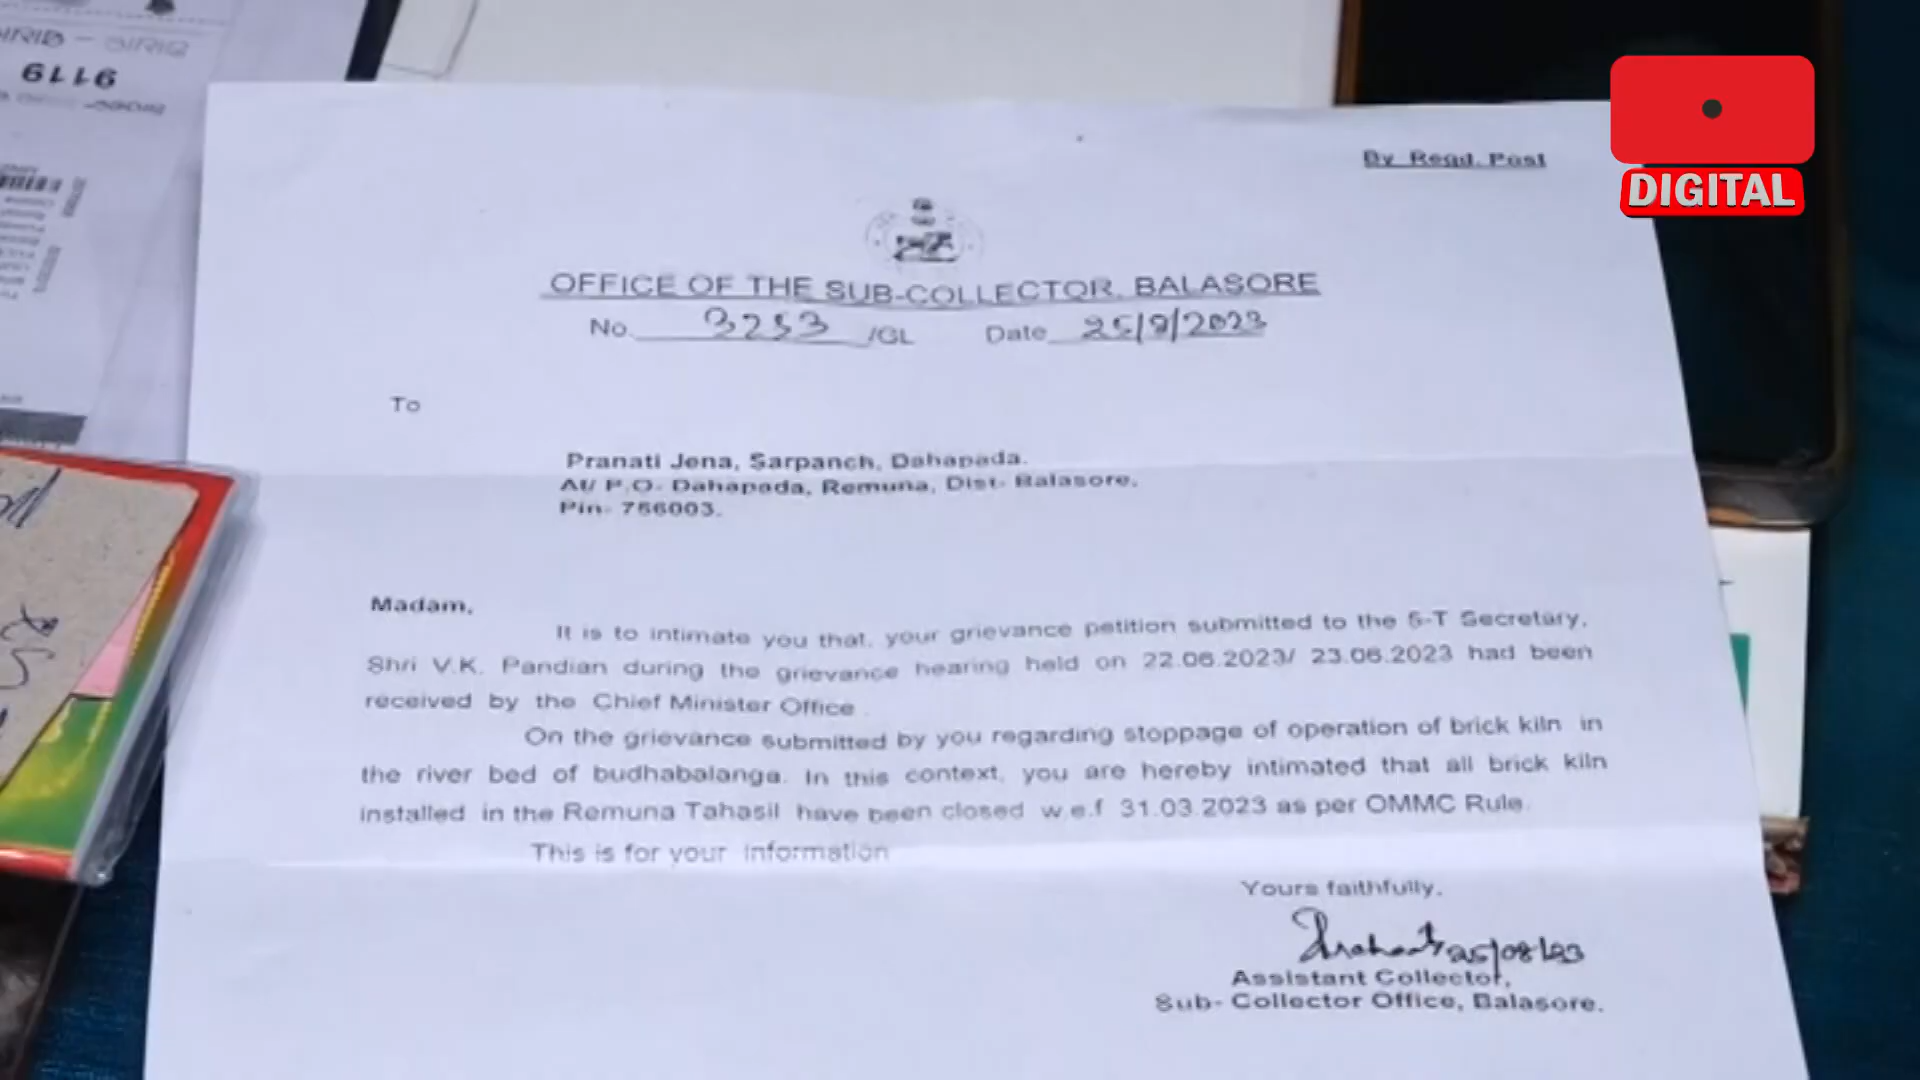 9119
By Regd. Post
OFFICE OF THE SUB-COLLECTOR, BALASORE
No. 3253 /GL Date 25/8/2023
To
Pranati Jena, Sarpanch, Dahapada.
At/ P.O- Dahapada, Remuna, Dist- Balasore.
Pin- 756003.
Madam,
It is to intimate you that, your grievance petition submitted to the 5-T Secretary,
Shri V.K. Pandian during the grievance hearing held on 22.06.2023/ 23.06.2023 had been
received by the Chief Minister Office.
On the grievance submitted by you regarding stoppage of operation of brick kiln in
the river bed of budhabalanga. In this context, you are hereby intimated that all brick kiln
installed in the Remuna Tahasil have been closed w.e.f 31.03.2023 as per OMMC Rule.
This is for your information
Yours faithfully,
25/08/23
Assistant Collector,
Sub- Collector Office, Balasore.
DIGITAL